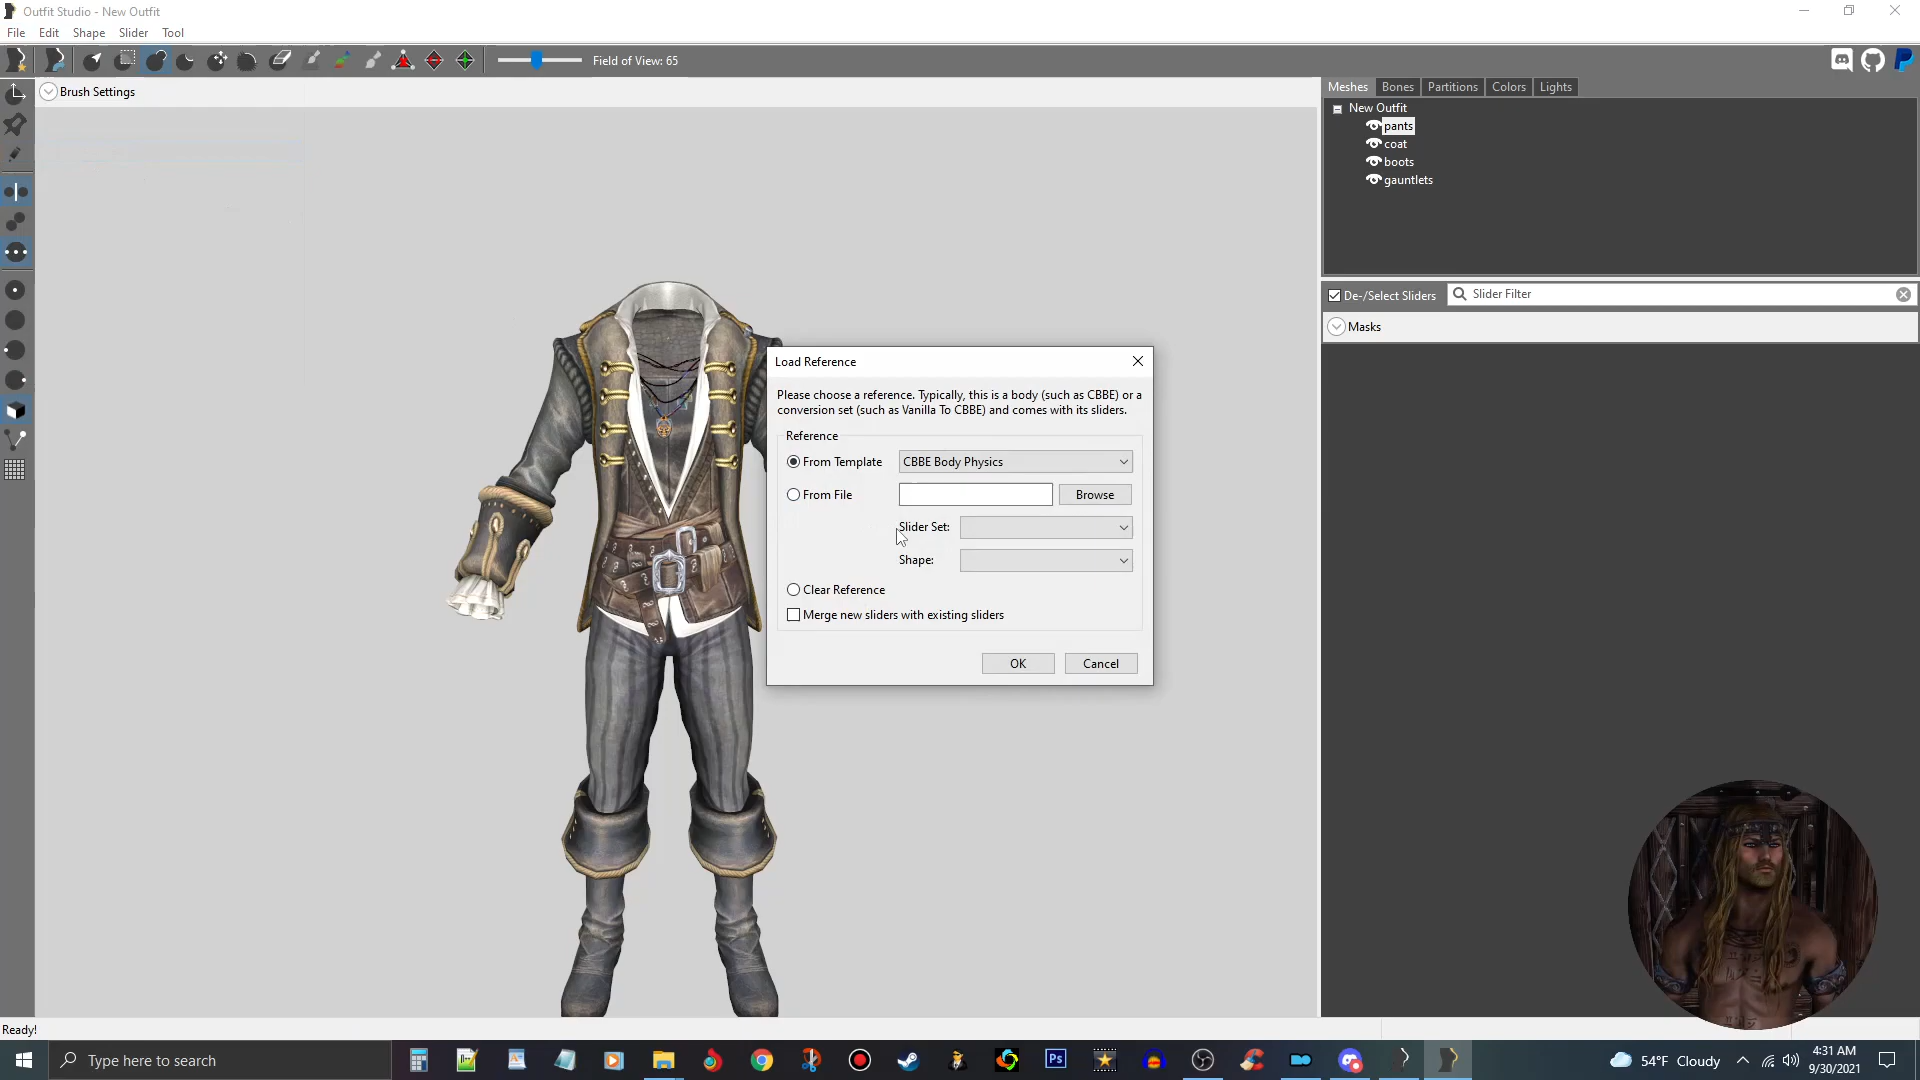 Outfit Studio - New Outfit
File Edit Shape Slider Tool
Field of View: 65
Brush Settings
Meshes Bones Partitions Colors Lights
New Outfit
pants
coat
boots
gauntlets
De-/Select Sliders Slider Filter
Masks
Load Reference
Please choose a reference. Typically, this is a body (such as CBBE) or a
conversion set (such as Vanilla To CBBE) and comes with its sliders.
Reference
From Template CBBE Body Physics
From File Browse
Slider Set:
Shape:
Clear Reference
Merge new sliders with existing sliders
OK Cancel
Ready!
Type here to search
Ps
54°F Cloudy
4:31 AM
9/30/2021